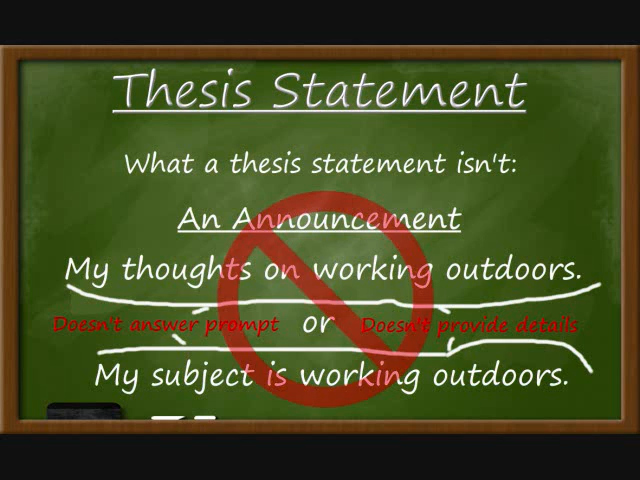 Thesis Statement
What a thesis statement isn't:
An Announcement
My thoughts on working outdoors.
Doesn't answer prompt or Doesn't provide details
My subject is working outdoors.